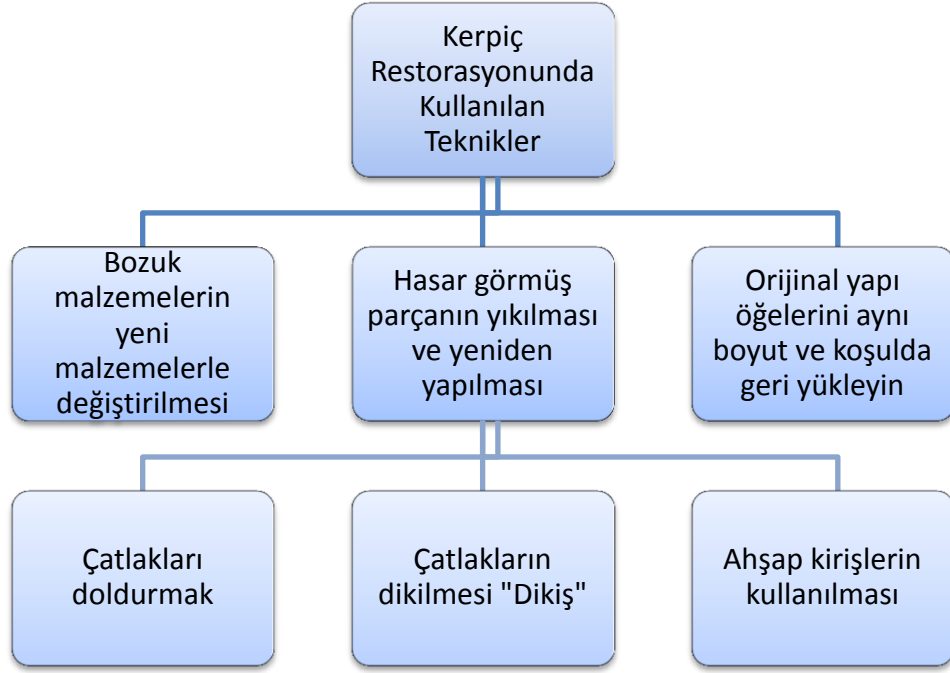 Kerpiç
Restorasyonunda
Kullanılan
Teknikler
Bozuk
malzemelerin
yeni
malzemelerle
değiştirilmesi
Hasar görmüş
parçanın yıkılması
ve yeniden
yapılması
Orijinal yapı
öğelerini aynı
boyut ve koşulda
geri yükleyin
Çatlakları
doldurmak
Çatlakların
dikilmesi "Dikiş"
Ahşap kirişlerin
kullanılması